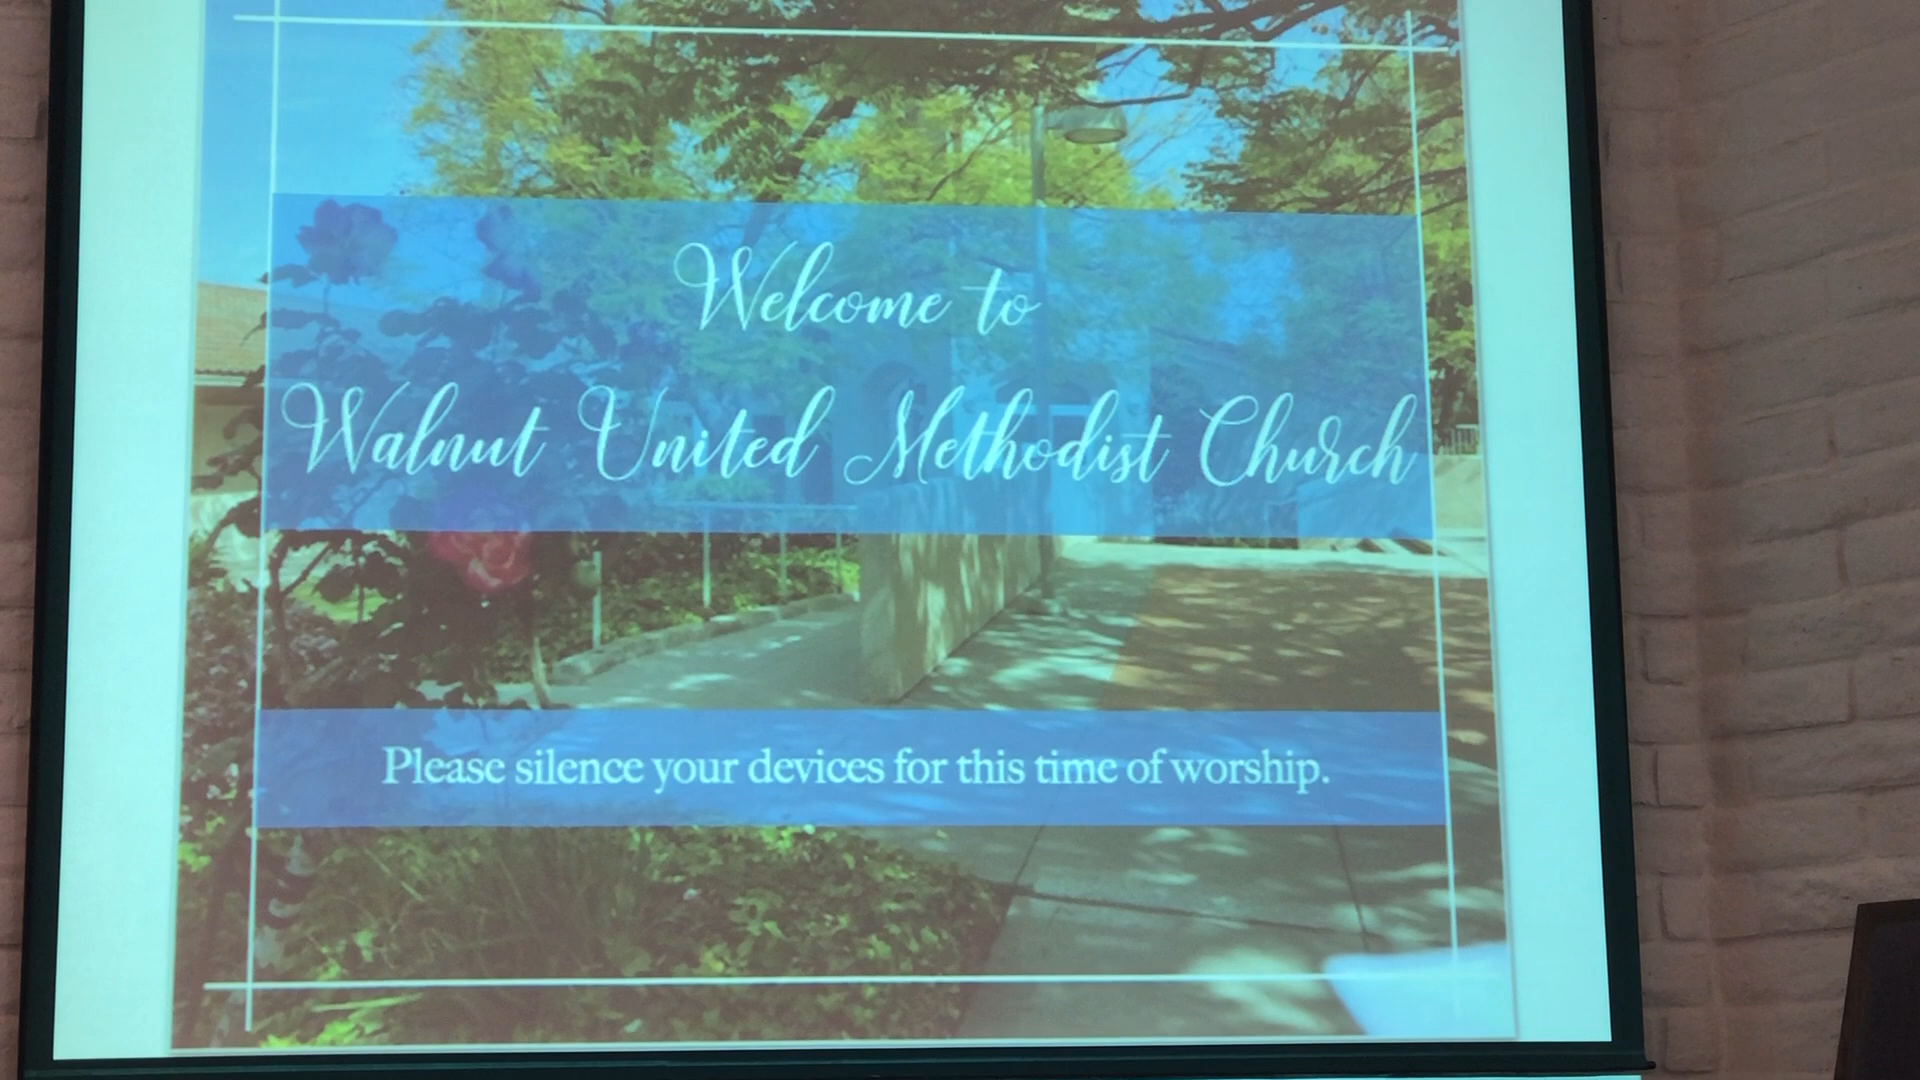 Welcome to
Walnut United Methodist Church
Please silence your devices for this time of worship.